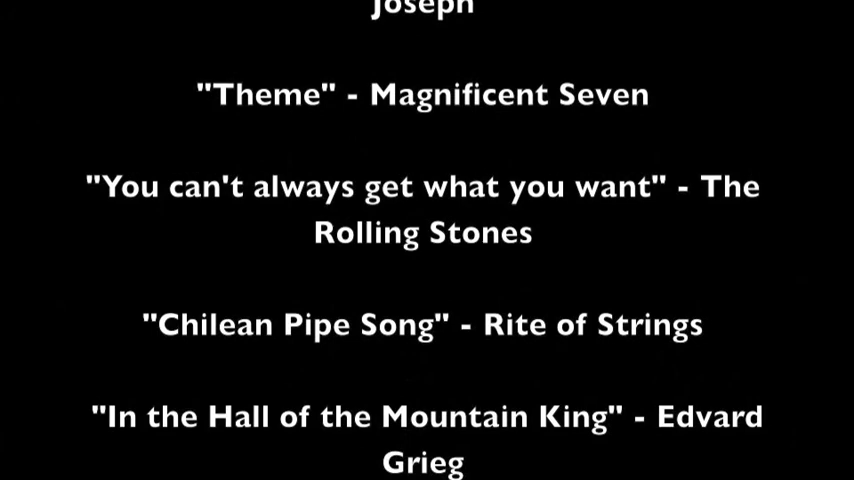 Joseph
"Theme" - Magnificent Seven
"You can't always get what you want" - The
Rolling Stones
"Chilean Pipe Song" - Rite of Strings
"In the Hall of the Mountain King" - Edvard
Grieg